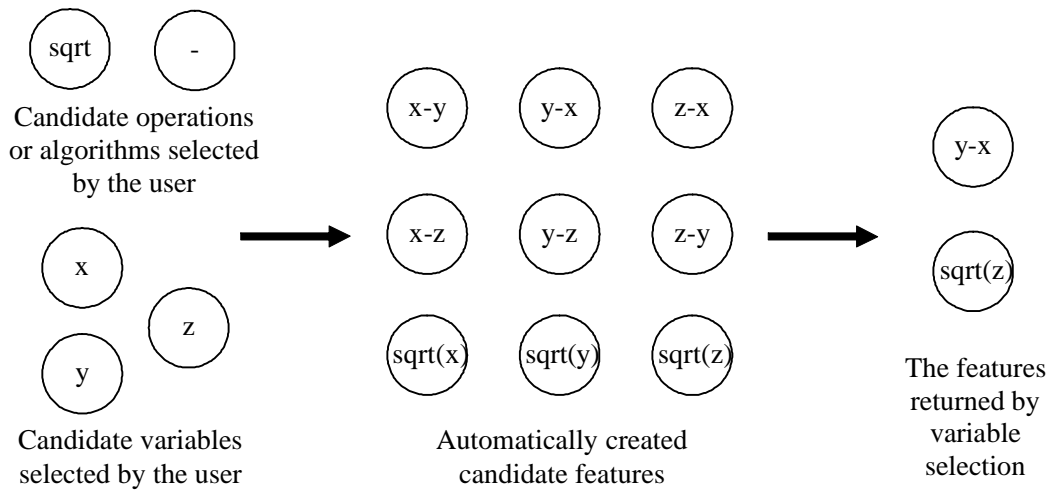 sqrt
-
Candidate operations
or algorithms selected
by the user
x
z
y
Candidate variables
selected by the user
x-y
y-x
z-x
x-z
y-z
z-y
sqrt(x)
sqrt(y)
sqrt(z)
Automatically created
candidate features
y-x
sqrt(z)
The features
returned by
variable
selection